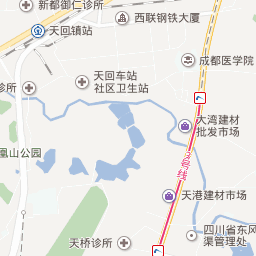 新都御仁诊所
西联钢铁大厦
天回镇站
成都医学院
天回车站
社区卫生站
诊所
大湾建材
批发市场
凰山公园
3号线
天港建材市场
四川省东风
渠管理处
天桥诊所